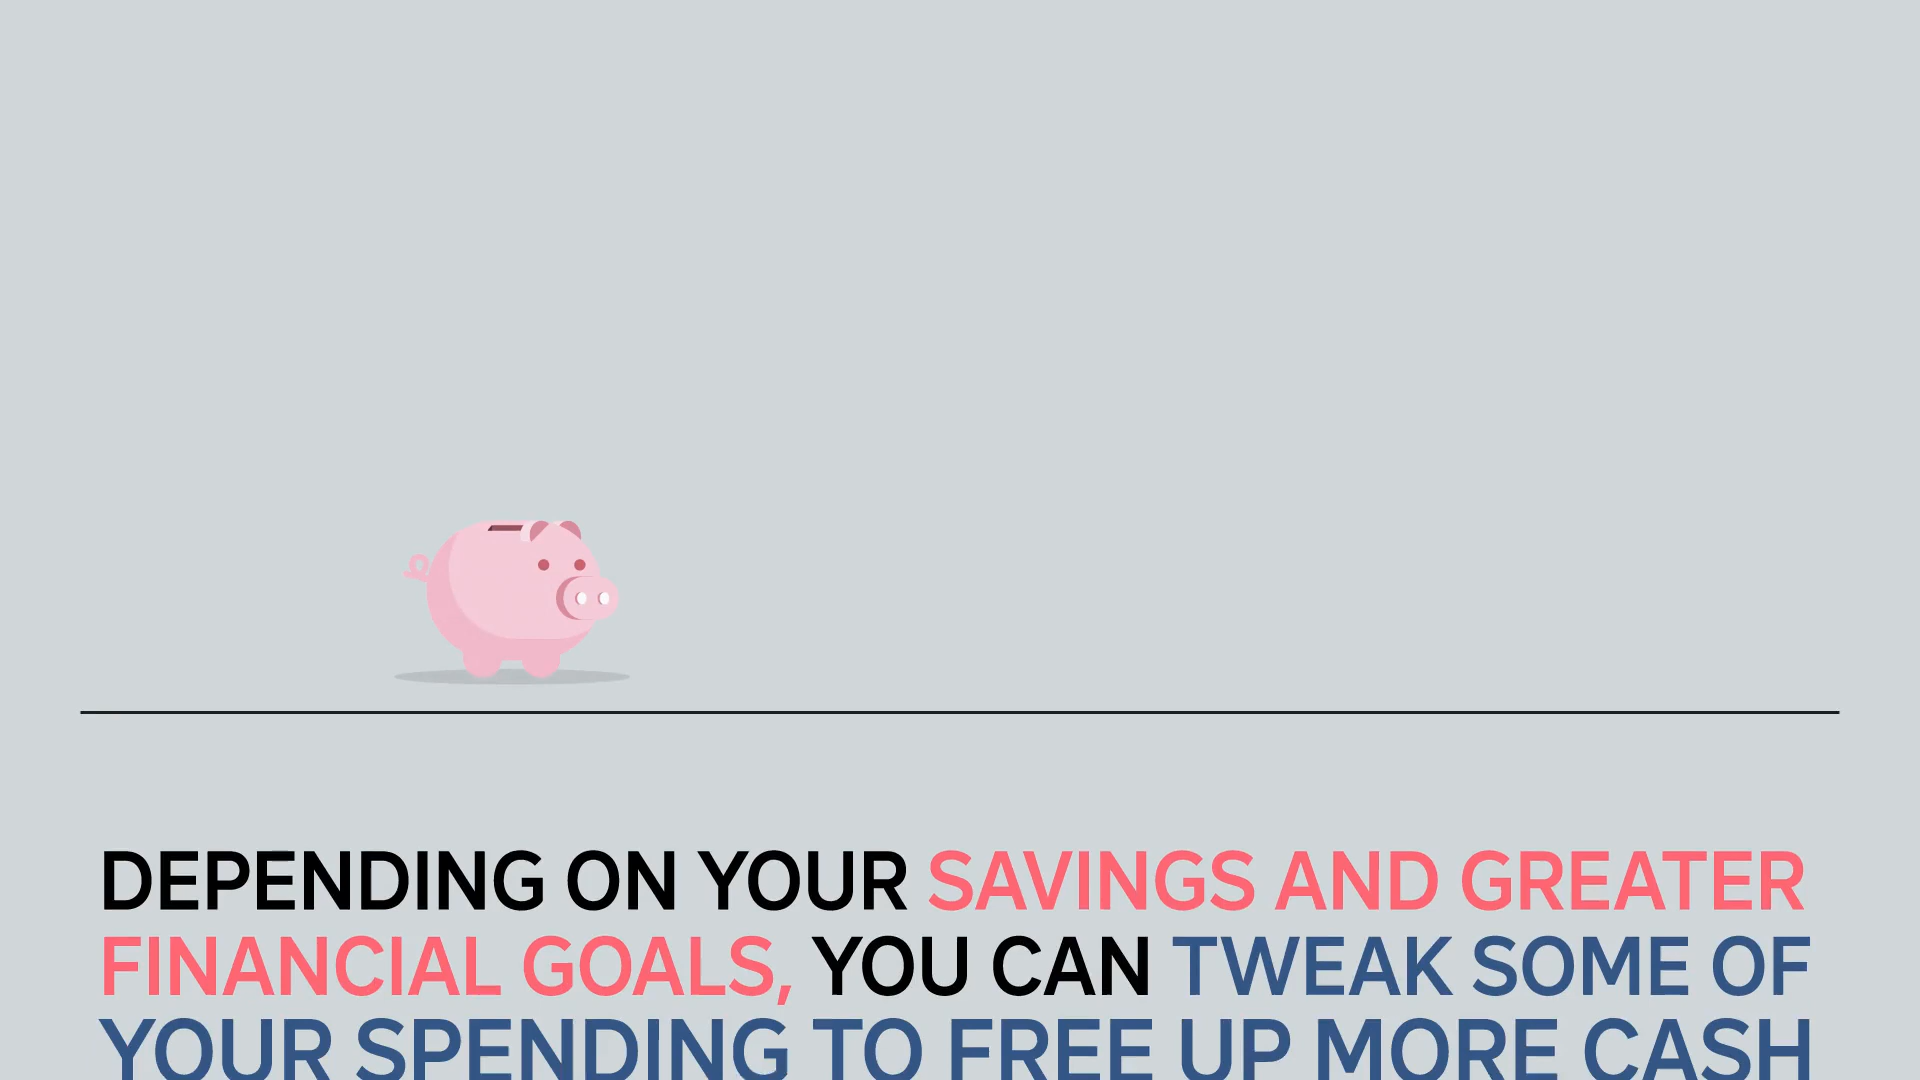 DEPENDING ON YOUR SAVINGS AND GREATER
FINANCIAL GOALS, YOU CAN TWEAK SOME OF
YOUR SPENDING TO FREE UP MORE CASH